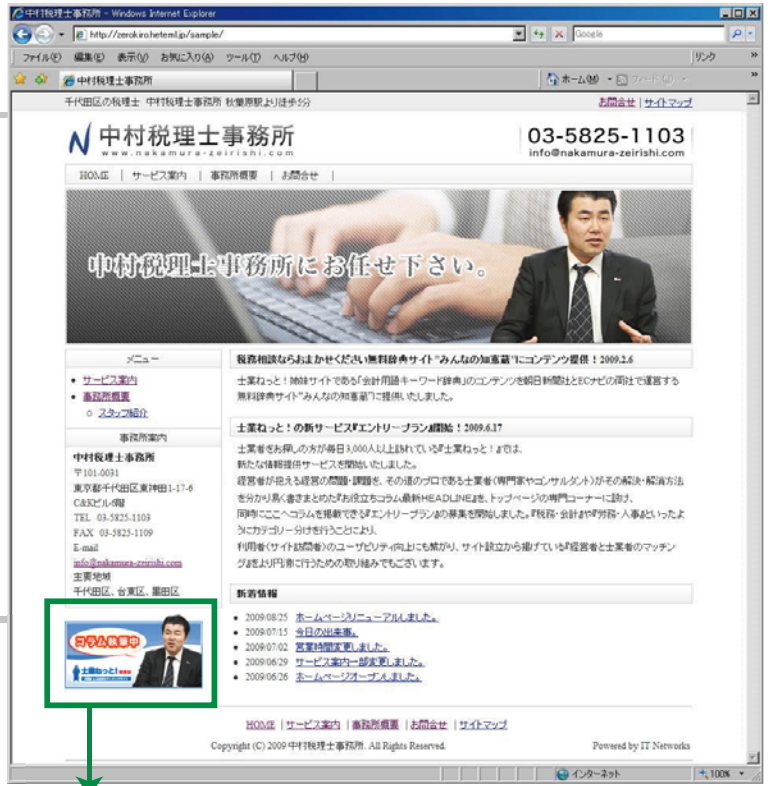 中村税理士事務所 - Windows Internet Explorer
http://zerokiro.heteml.jp/sample/
Google
ファイル(F) 編集(E) 表示(V) お気に入り(A) ツール(T) ヘルプ(H)
リンク
中村税理士事務所
ホーム(M)
千代田区の税理士 中村税理士事務所 秋葉原駅より徒歩5分
お問合せ | サイトマップ
中村税理士事務所
www.nakamura-zeirishi.com
03-5825-1103
info@nakamura-zeirishi.com
HOME | サービス案内 | 事務所概要 | お問合せ |
中村税理士事務所にお任せ下さい。
メニュー
サービス案内
事務所概要
スタッフ紹介
事務所案内
中村税理士事務所
〒101-0031
東京都千代田区東神田1-17-6
C&Kビル6階
TEL 03-5825-1103
FAX 03-5825-1109
E-mail
info@nakamura-zeirishi.com
主要地域
千代田区、台東区、墨田区
コラム執筆中
士業ねっと!
税務相談ならおまかせください無料辞典サイト"みんなの知恵蔵"にコンテンツ提供!2009.2.6
士業ねっと!姉妹サイトである「会計用語キーワード辞典」のコンテンツを朝日新聞社とECナビの両社で運営する
無料辞典サイト"みんなの知恵蔵"に提供いたしました。
士業ねっと!の新サービス『エントリープラン』開始!2009.6.17
士業者をお探しの方が毎日3,000人以上訪れている『士業ねっと!』では、
新たな情報提供サービスを開始いたしました。
経営者が抱える経営の問題・課題を、その道のプロである士業者(専門家やコンサルタント)がその解決・解消方法
を分かり易く書きまとめた『お役立ちコラム最新HEADLINE』を、トップページの専門コーナーに設け、
同時にここへコラムを掲載できる『エントリープラン』の募集を開始しました。『税務・会計』や『労務・人事』といったよ
うにカテゴリー分けを行うことにより、
利用者(サイト訪問者)のユーザビリティ向上にも繋がり、サイト設立から掲げている『経営者と士業者のマッチン
グ』をより円滑に行うための取り組みでもございます。
新着情報
2009/08/25 ホームページリニューアルしました。
2009/07/15 今日の出来事。
2009/07/02 営業時間変更しました。
2009/06/29 サービス案内一部変更しました。
2009/06/26 ホームページオープンしました。
HOME | サービス案内 | 事務所概要 | お問合せ | サイトマップ
Copyright (C) 2009 中村税理士事務所. All Rights Reserved.
Powered by IT Networks
インターネット
100%